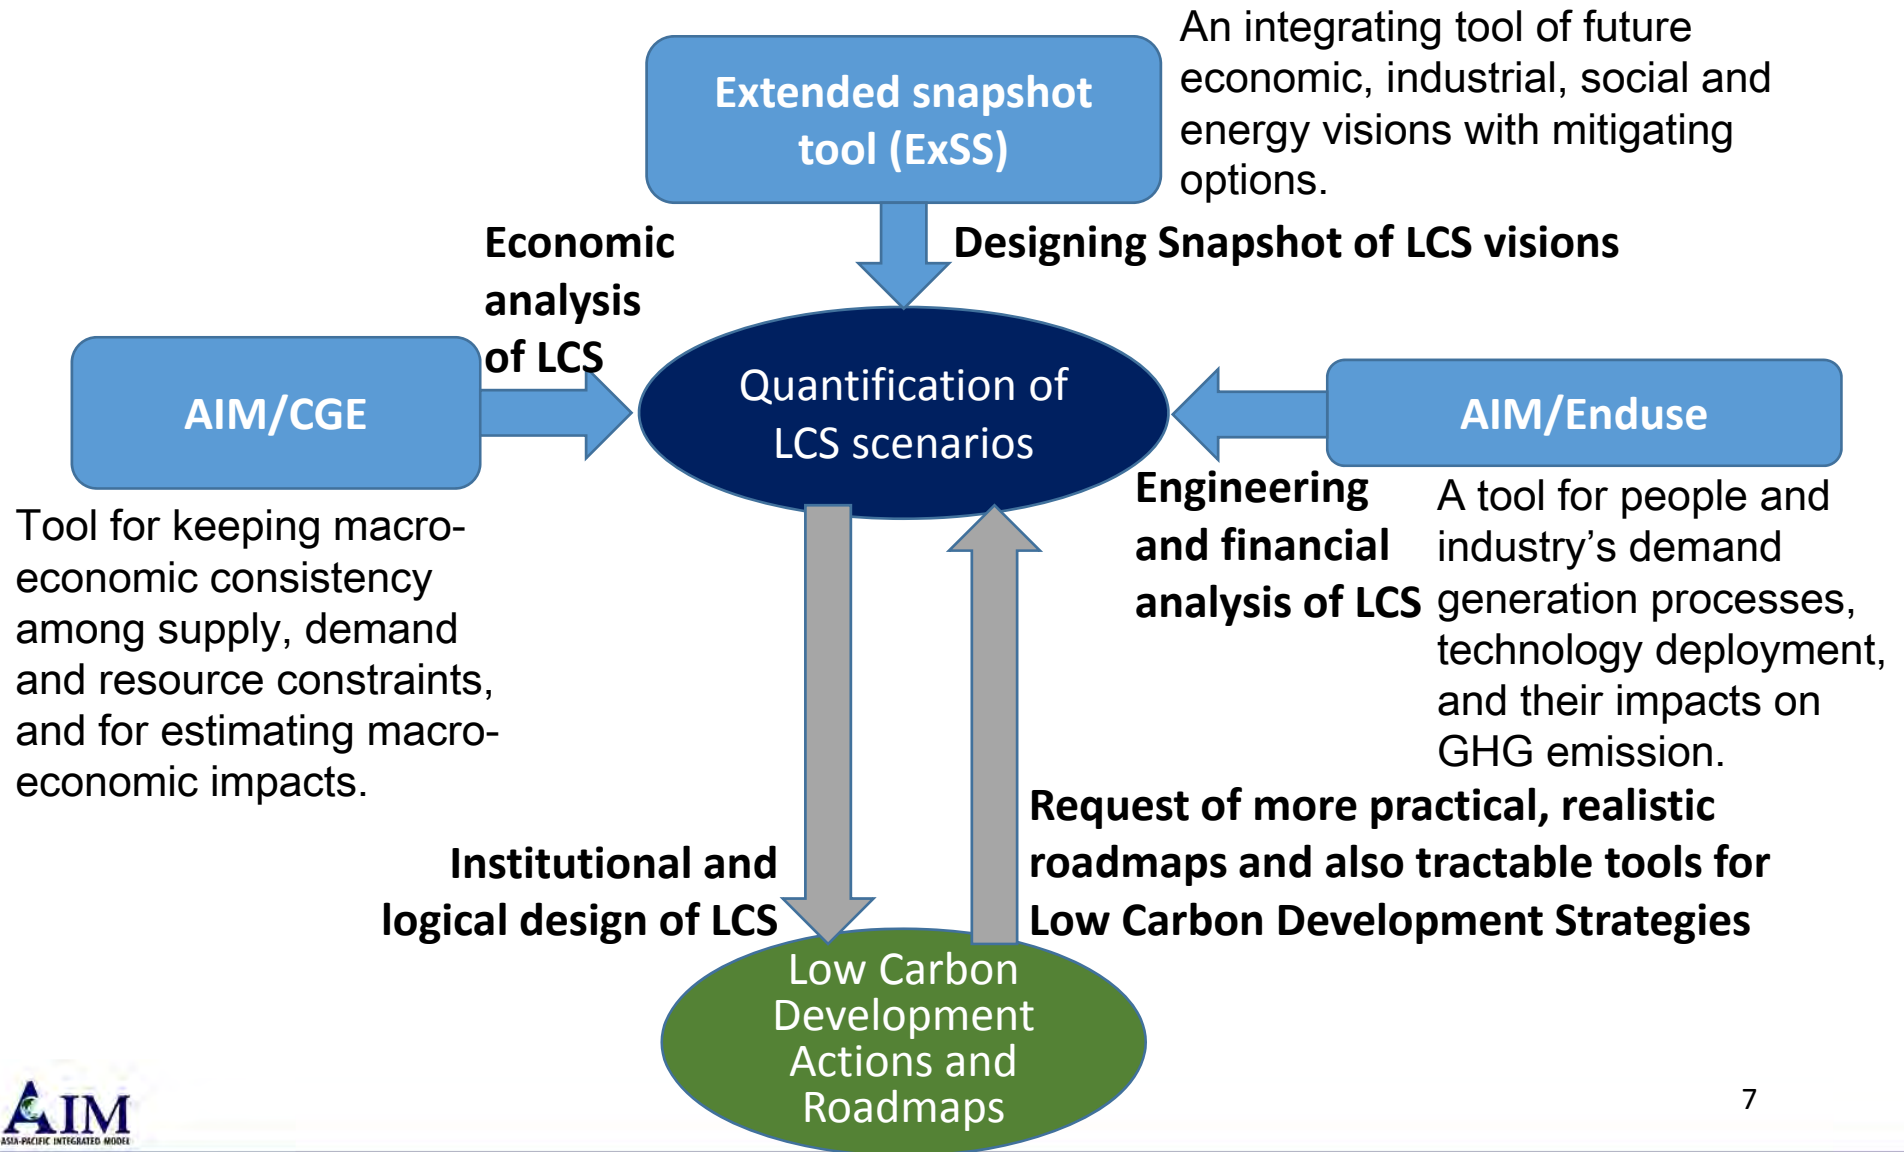 An integrating tool of future
economic, industrial, social and
energy visions with mitigating
options.
Extended snapshot
tool (ExSS)
Economic
analysis
of LCS
Designing Snapshot of LCS visions
AIM/CGE
Quantification of
LCS scenarios
AIM/Enduse
Tool for keeping macro-
economic consistency
among supply, demand
and resource constraints,
and for estimating macro-
economic impacts.
Engineering
and financial
analysis of LCS
A tool for people and
industry’s demand
generation processes,
technology deployment,
and their impacts on
GHG emission.
Institutional and
logical design of LCS
Request of more practical, realistic
roadmaps and also tractable tools for
Low Carbon Development Strategies
Low Carbon
Development
Actions and
Roadmaps
AIM
ASIA-PACIFIC INTEGRATED MODEL
7